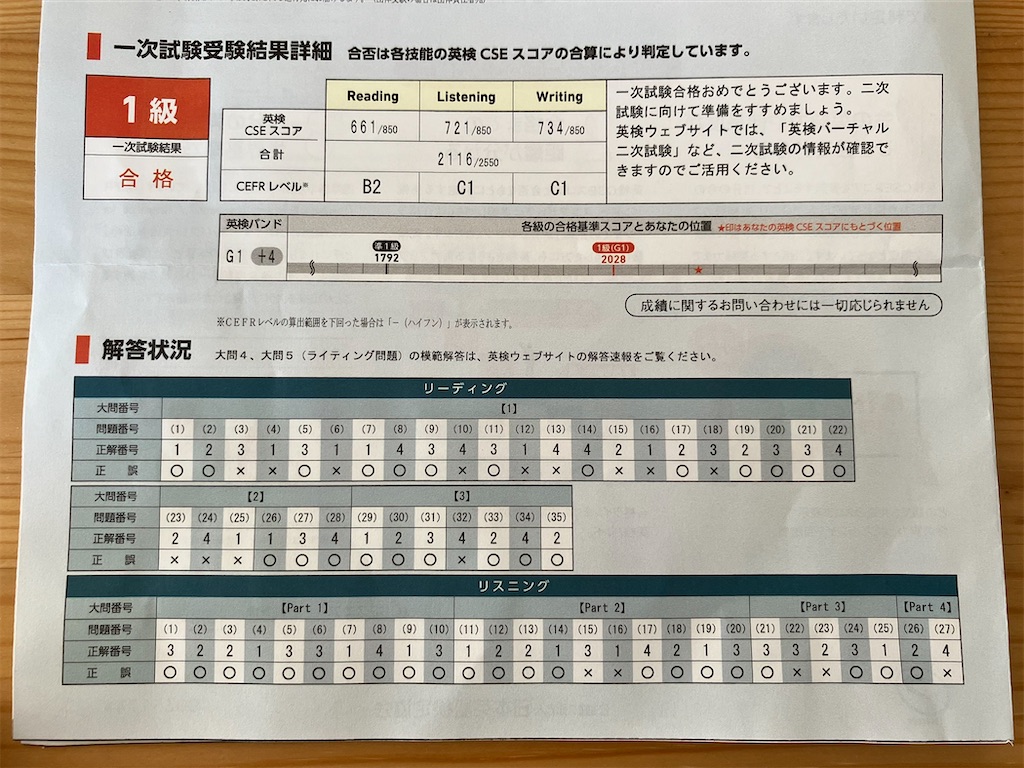 一次試験受験結果詳細 合否は各技能の英検 CSE スコアの合算により判定しています。
1級
一次試験結果
合格
Reading Listening Writing
英検 CSE スコア 661/850 721/850 734/850
合計 2116/2550
CEFR レベル※ B2 C1 C1
一次試験合格おめでとうございます。二次
試験に向けて準備をすすめましょう。
英検ウェブサイトでは、「英検バーチャル
二次試験」など、二次試験の情報が確認で
きますのでご活用ください。
英検バンド 各級の合格基準スコアとあなたの位置 ★印はあなたの英検 CSE スコアにもとづく位置
G1 +4
準1級 1級(G1)
1792 2028
★
成績に関するお問い合わせには一切応じられません
※CEFRレベルの算出範囲を下回った場合は「－（ハイフン）」が表示されます。
解答状況 大問4、大問5（ライティング問題）の模範解答は、英検ウェブサイトの解答速報をご覧ください。
リーディング
大問番号 【1】
問題番号 (1) (2) (3) (4) (5) (6) (7) (8) (9) (10) (11) (12) (13) (14) (15) (16) (17) (18) (19) (20) (21) (22)
正解番号 1 2 3 1 3 1 1 4 3 4 3 1 4 4 2 1 2 3 2 3 3 4
正誤 ○ ○ × × ○ × ○ ○ ○ × ○ × × ○ × × ○ × ○ ○ ○ ○
大問番号 【2】 【3】
問題番号 (23) (24) (25) (26) (27) (28) (29) (30) (31) (32) (33) (34) (35)
正解番号 2 4 1 1 3 4 1 2 3 4 2 4 2
正誤 × × × ○ ○ ○ ○ ○ ○ × ○ ○ ○
リスニング
大問番号 【Part 1】 【Part 2】 【Part 3】 【Part 4】
問題番号 (1) (2) (3) (4) (5) (6) (7) (8) (9) (10) (11) (12) (13) (14) (15) (16) (17) (18) (19) (20) (21) (22) (23) (24) (25) (26) (27)
正解番号 3 2 2 1 3 3 1 4 1 3 1 2 2 1 3 1 4 2 1 3 3 3 2 3 1 2 4
正誤 ○ ○ ○ ○ ○ ○ ○ ○ ○ ○ ○ ○ ○ ○ × × ○ ○ ○ ○ ○ × × ○ ○ ○ ×